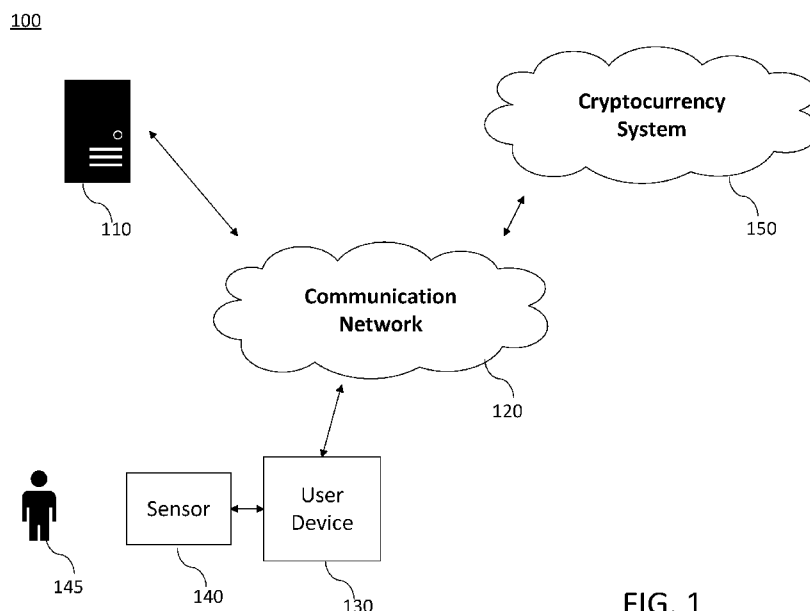 100
Cryptocurrency
System
110
150
Communication
Network
120
User
Device
Sensor
145
140
130
FIG. 1